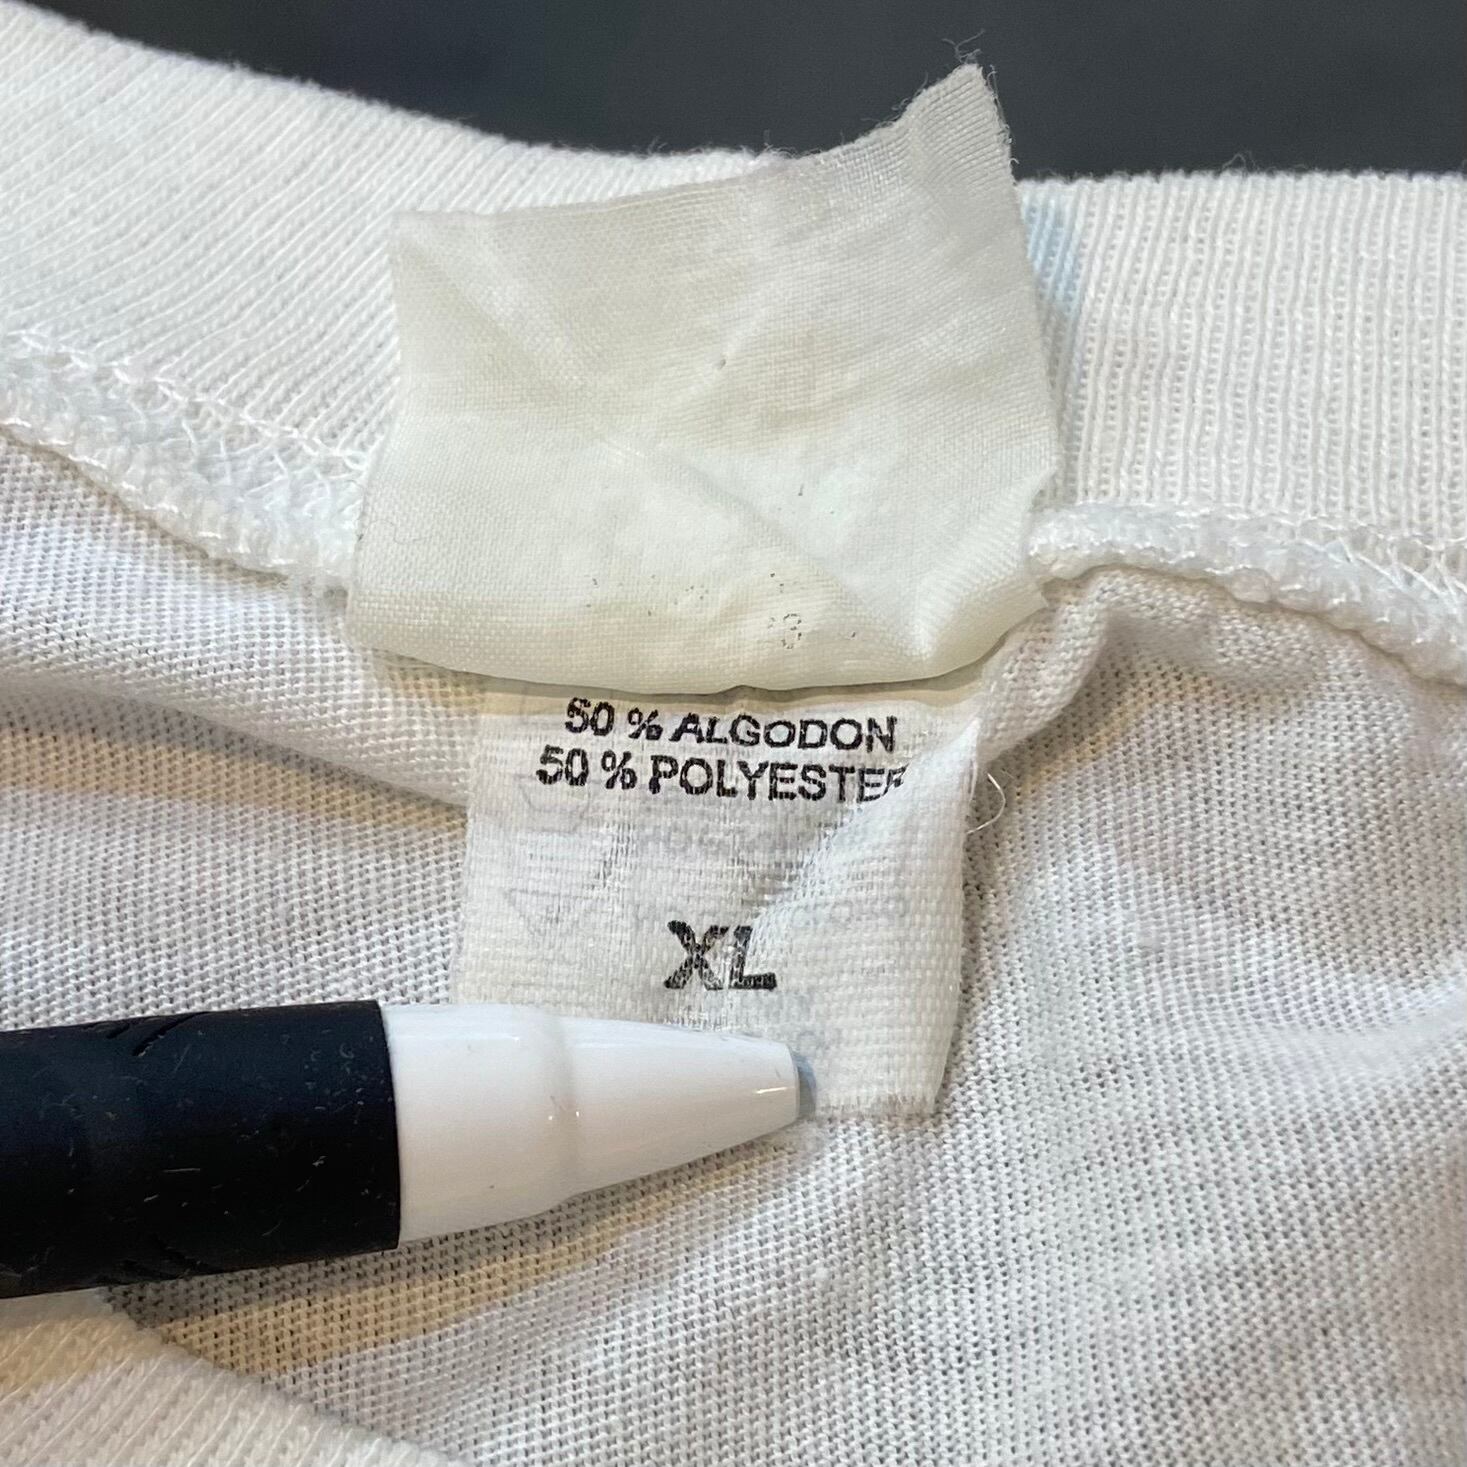 50 % ALGODON
50 % POLYESTER
XL